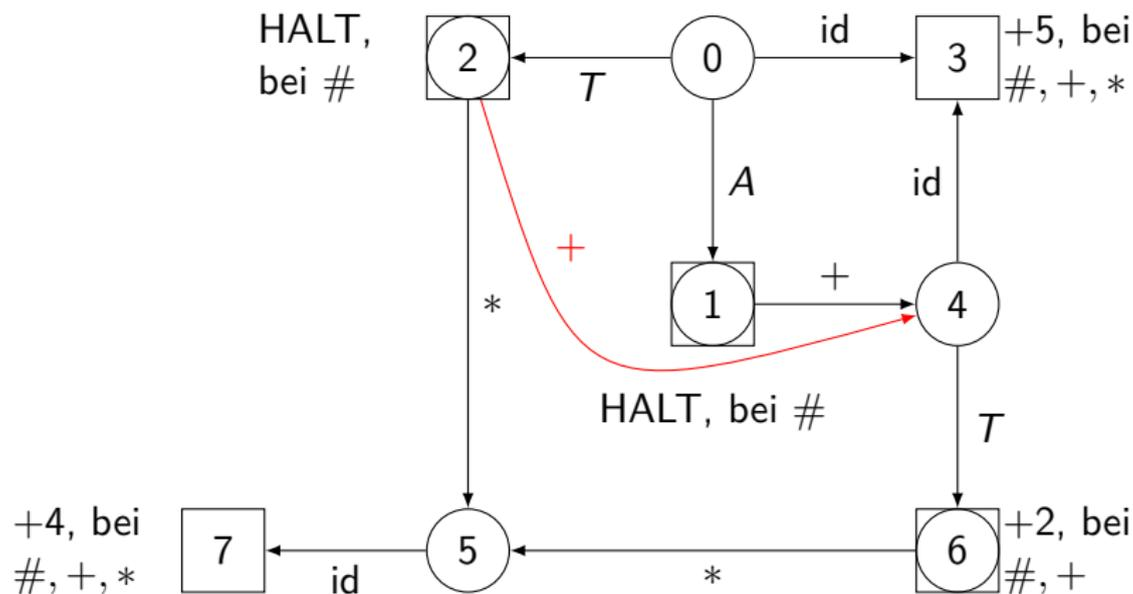 HALT,
bei #
2
T
0
id
3
+5, bei
#, +, *
A
id
+
*
1
+
4
HALT, bei #
T
+4, bei
#, +, *
7
id
5
*
6
+2, bei
#, +